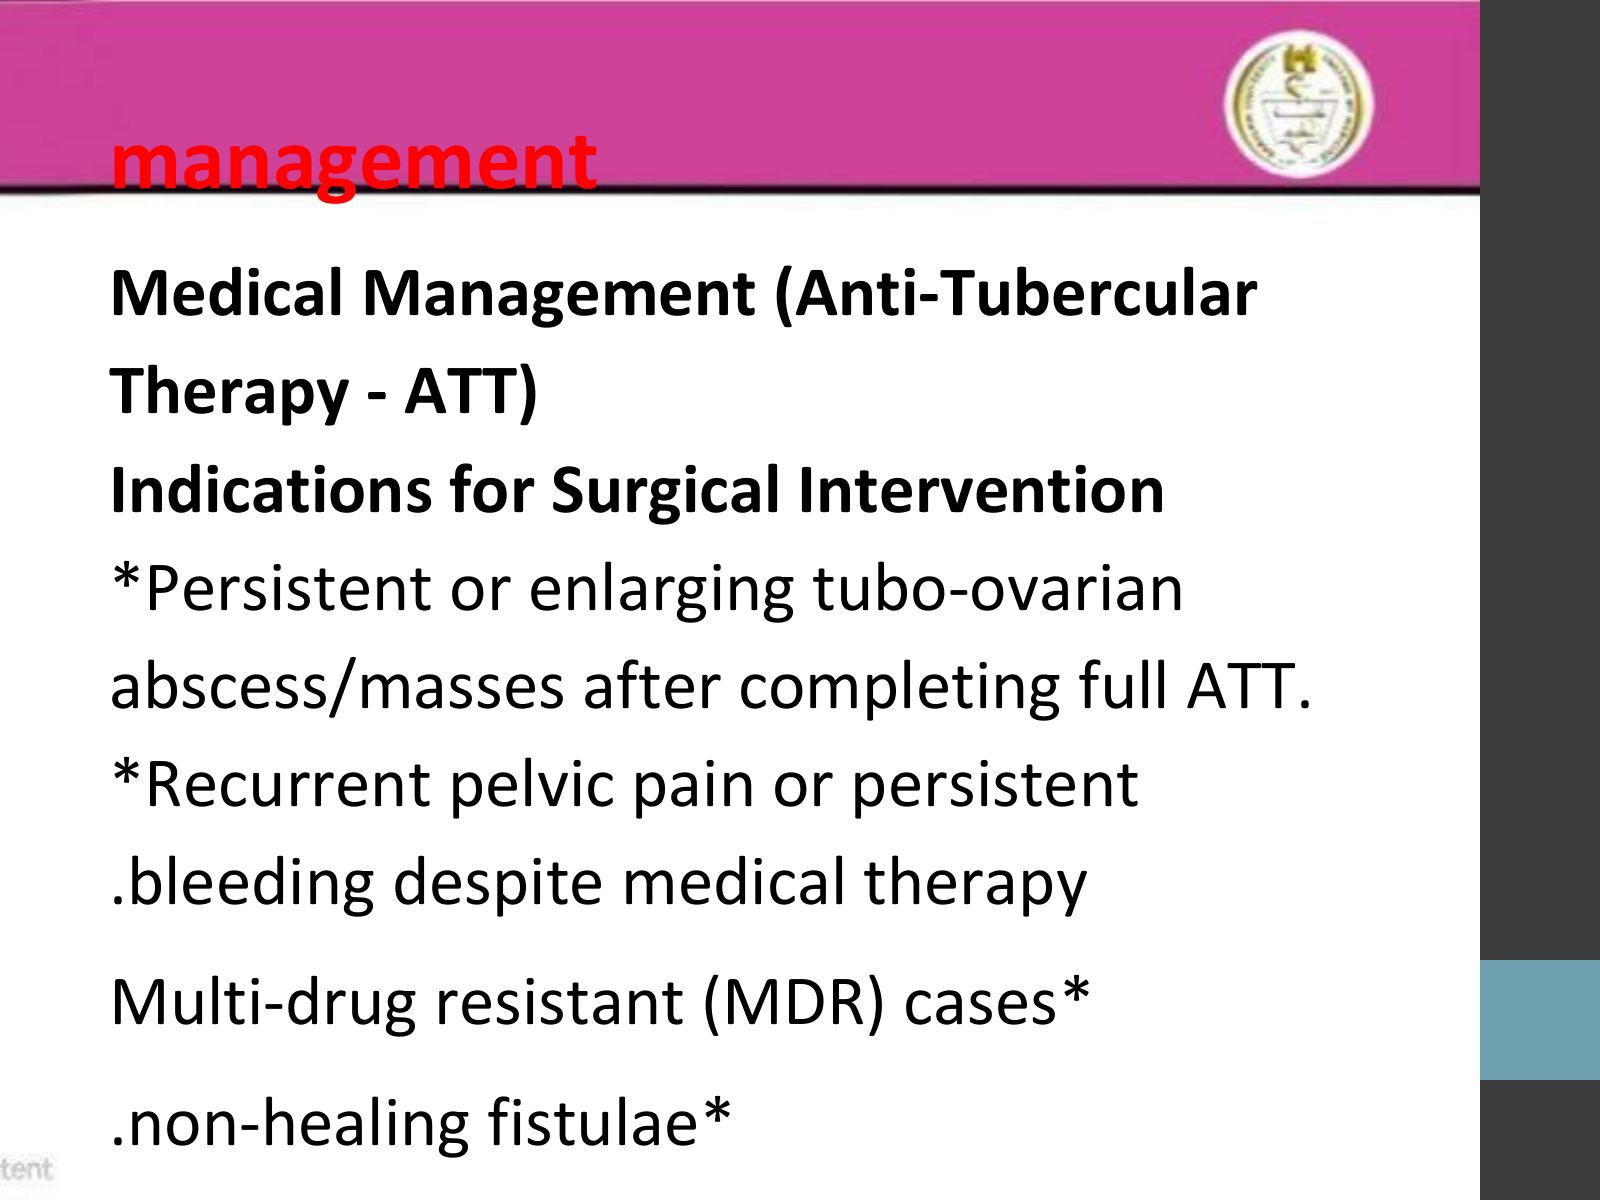 management
Medical Management (Anti-Tubercular
Therapy - ATT)
Indications for Surgical Intervention
*Persistent or enlarging tubo-ovarian
abscess/masses after completing full ATT.
*Recurrent pelvic pain or persistent
.bleeding despite medical therapy
Multi-drug resistant (MDR) cases*
.non-healing fistulae*
tent